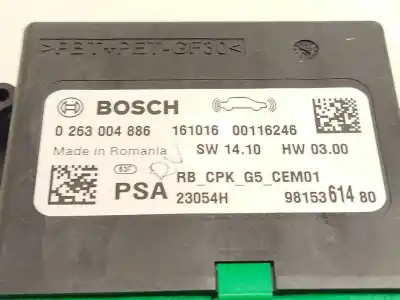 >PBT+PET-GF30<
BOSCH
0 263 004 886 161016 00116246
Made in Romania SW 14.10 HW 03.00
RB_CPK_G5_CEM01
PSA 23054H 98153614 80